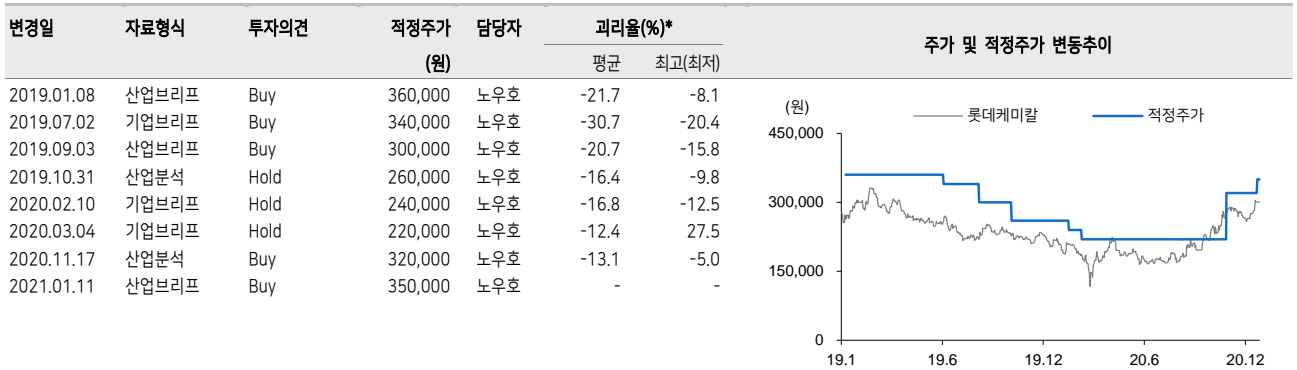 변경일 자료형식 투자의견 적정주가 담당자 괴리율(%)*
(원) 평균 최고(최저)
2019.01.08 산업브리프 Buy 360,000 노우호 -21.7 -8.1
2019.07.02 기업브리프 Buy 340,000 노우호 -30.7 -20.4
2019.09.03 산업브리프 Buy 300,000 노우호 -20.7 -15.8
2019.10.31 산업분석 Hold 260,000 노우호 -16.4 -9.8
2020.02.10 기업브리프 Hold 240,000 노우호 -16.8 -12.5
2020.03.04 기업브리프 Hold 220,000 노우호 -12.4 27.5
2020.11.17 산업분석 Buy 320,000 노우호 -13.1 -5.0
2021.01.11 산업브리프 Buy 350,000 노우호 - -
주가 및 적정주가 변동추이
(원) 롯데케미칼 적정주가
450,000
300,000
150,000
0
19.1 19.6 19.12 20.6 20.12